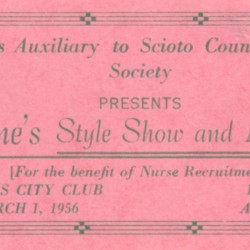 s Auxiliary to Scioto Coun
Society
PRESENTS
ne's Style Show and
[For the benefit of Nurse Recruitme
S CITY CLUB
RCH 1, 1956 A